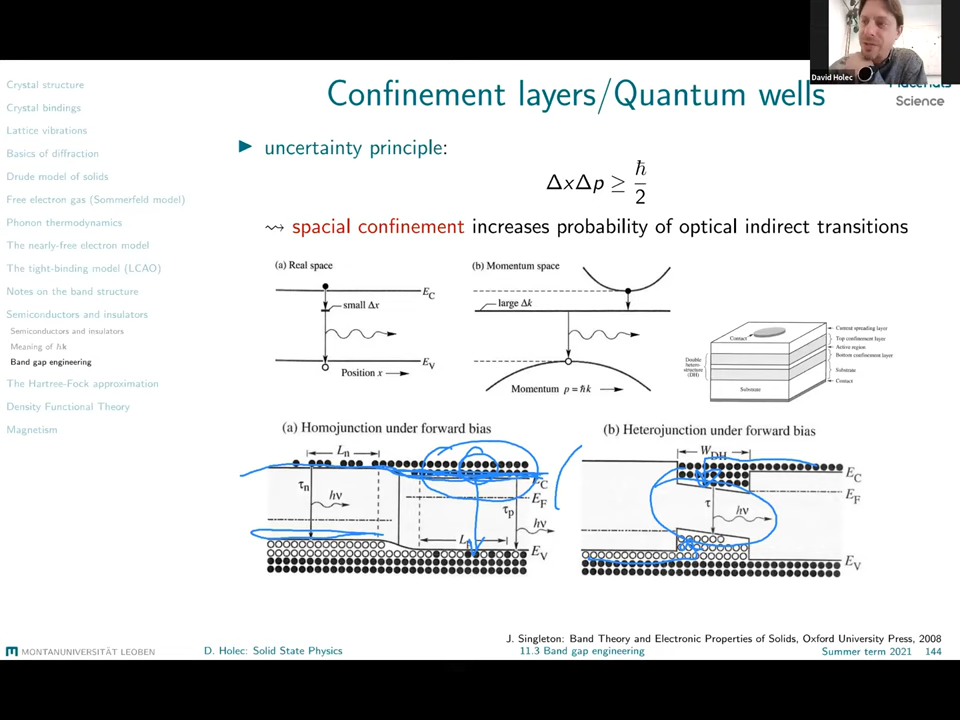 David Holec
Materials
Science
Crystal structure
Crystal bindings
Lattice vibrations
Basics of diffraction
Drude model of solids
Free electron gas (Sommerfeld model)
Phonon thermodynamics
The nearly-free electron model
The tight-binding model (LCAO)
Notes on the band structure
Semiconductors and insulators
Semiconductors and insulators
Meaning of ħk
Band gap engineering
The Hartree-Fock approximation
Density Functional Theory
Magnetism
Confinement layers/Quantum wells
▶ uncertainty principle:
ΔxΔp ≥ ħ/2
⇝ spacial confinement increases probability of optical indirect transitions
(a) Real space
E_C
small Δx
E_V
Position x
(b) Momentum space
large Δk
Momentum p = ħk
Contact
Current spreading layer
Top confinement layer
Active region
Bottom confinement layer
Double
heterostructure
(DH)
Substrate
Substrate
Contact
(a) Homojunction under forward bias
L_n
τ_n
hν
E_C
E_F
τ_p
hν
E_V
(b) Heterojunction under forward bias
W_DH
E_C
E_F
τ
hν
E_V
J. Singleton: Band Theory and Electronic Properties of Solids, Oxford University Press, 2008
MONTANUNIVERSITÄT LEOBEN
D. Holec: Solid State Physics
11.3 Band gap engineering
Summer term 2021 144